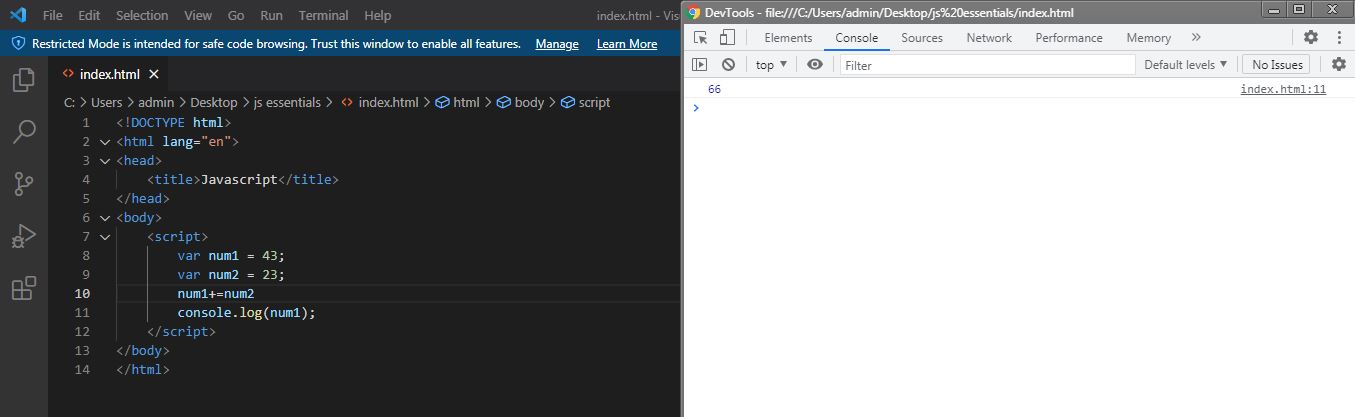 File Edit Selection View Go Run Terminal Help index.html - Vis
Restricted Mode is intended for safe code browsing. Trust this window to enable all features. Manage Learn More
index.html
C: > Users > admin > Desktop > js essentials > index.html > html > body > script
1 <!DOCTYPE html>
2 <html lang="en">
3 <head>
4 <title>Javascript</title>
5 </head>
6 <body>
7 <script>
8 var num1 = 43;
9 var num2 = 23;
10 num1+=num2
11 console.log(num1);
12 </script>
13 </body>
14 </html>
DevTools - file:///C:/Users/admin/Desktop/js%20essentials/index.html
Elements Console Sources Network Performance Memory »
top Filter Default levels No Issues
66 index.html:11
>